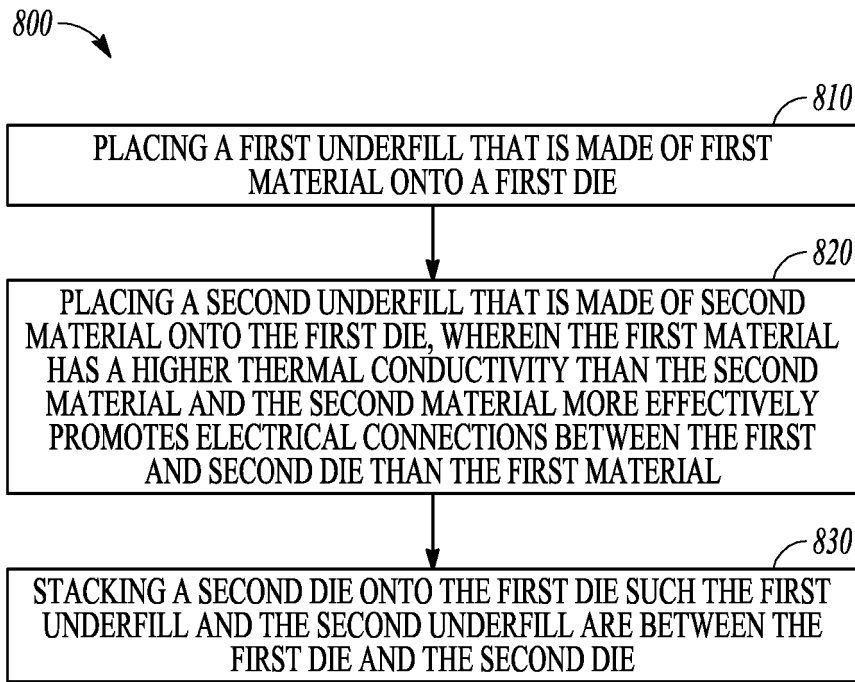 800
810
PLACING A FIRST UNDERFILL THAT IS MADE OF FIRST
MATERIAL ONTO A FIRST DIE
820
PLACING A SECOND UNDERFILL THAT IS MADE OF SECOND
MATERIAL ONTO THE FIRST DIE, WHEREIN THE FIRST MATERIAL
HAS A HIGHER THERMAL CONDUCTIVITY THAN THE SECOND
MATERIAL AND THE SECOND MATERIAL MORE EFFECTIVELY
PROMOTES ELECTRICAL CONNECTIONS BETWEEN THE FIRST
AND SECOND DIE THAN THE FIRST MATERIAL.
830
STACKING A SECOND DIE ONTO THE FIRST DIE SUCH THE FIRST
UNDERFILL AND THE SECOND UNDERFILL ARE BETWEEN THE
FIRST DIE AND THE SECOND DIE